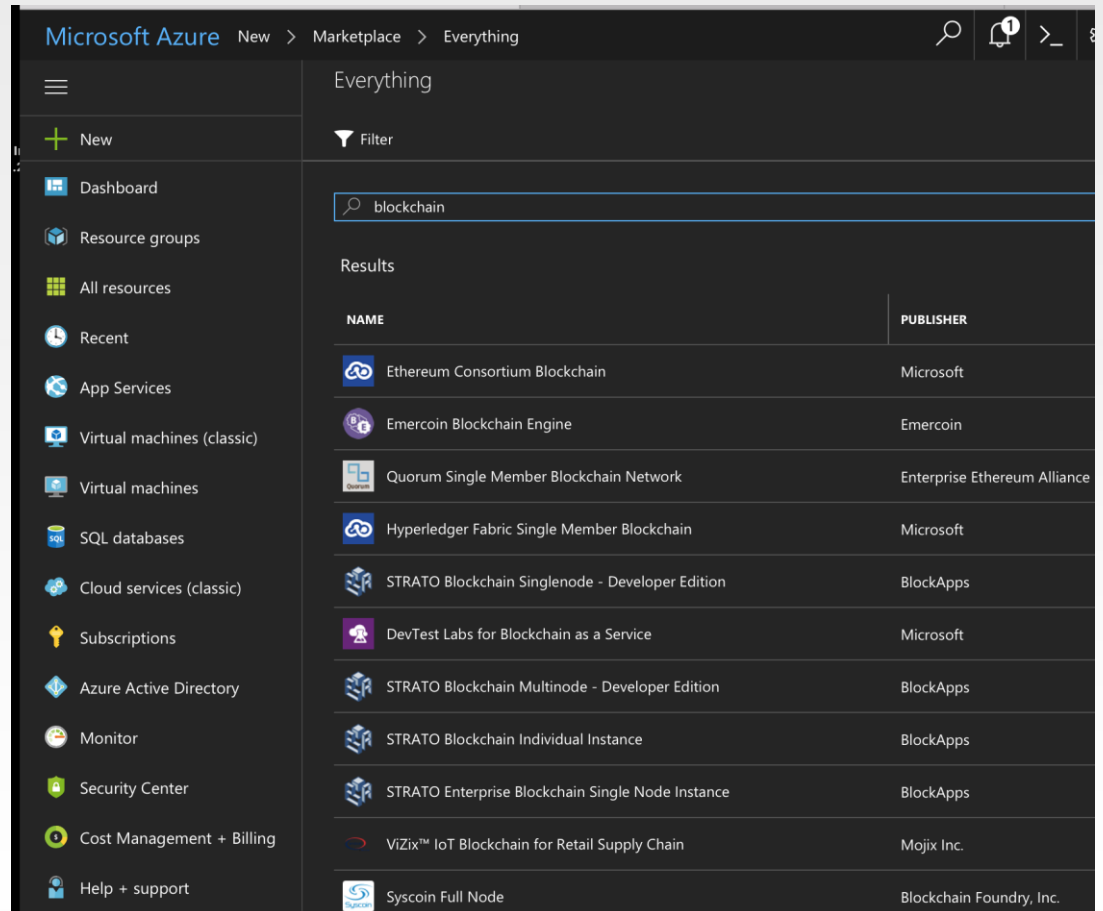 Microsoft Azure New > Marketplace > Everything
1
Everything
New
Filter
Dashboard
blockchain
Resource groups
Results
All resources
NAME PUBLISHER
Recent
Ethereum Consortium Blockchain Microsoft
App Services
Emercoin Blockchain Engine Emercoin
Virtual machines (classic)
Quorum Single Member Blockchain Network Enterprise Ethereum Alliance
Quorum
Virtual machines
Hyperledger Fabric Single Member Blockchain Microsoft
SQL
SQL databases
STRATO Blockchain Singlenode - Developer Edition BlockApps
Cloud services (classic)
DevTest Labs for Blockchain as a Service Microsoft
Subscriptions
STRATO Blockchain Multinode - Developer Edition BlockApps
Azure Active Directory
STRATO Blockchain Individual Instance BlockApps
Monitor
Security Center
STRATO Enterprise Blockchain Single Node Instance BlockApps
Cost Management + Billing
ViZix™ IoT Blockchain for Retail Supply Chain Mojix Inc.
Help + support
Syscoin Full Node Blockchain Foundry, Inc.
Syscoin